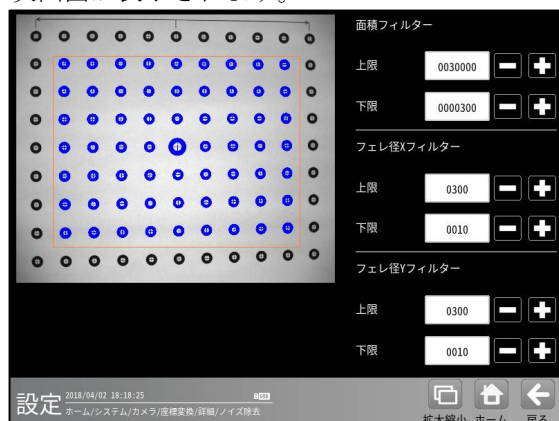 面積フィルター
上限 0030000
下限 0000300
フェレ径Xフィルター
上限 0300
下限 0010
フェレ径Yフィルター
上限 0300
下限 0010
設定
2018/04/02 18:18:25
ホーム/システム/カメラ/座標変換/詳細/ノイズ除去
拡大縮小 ホーム 戻る